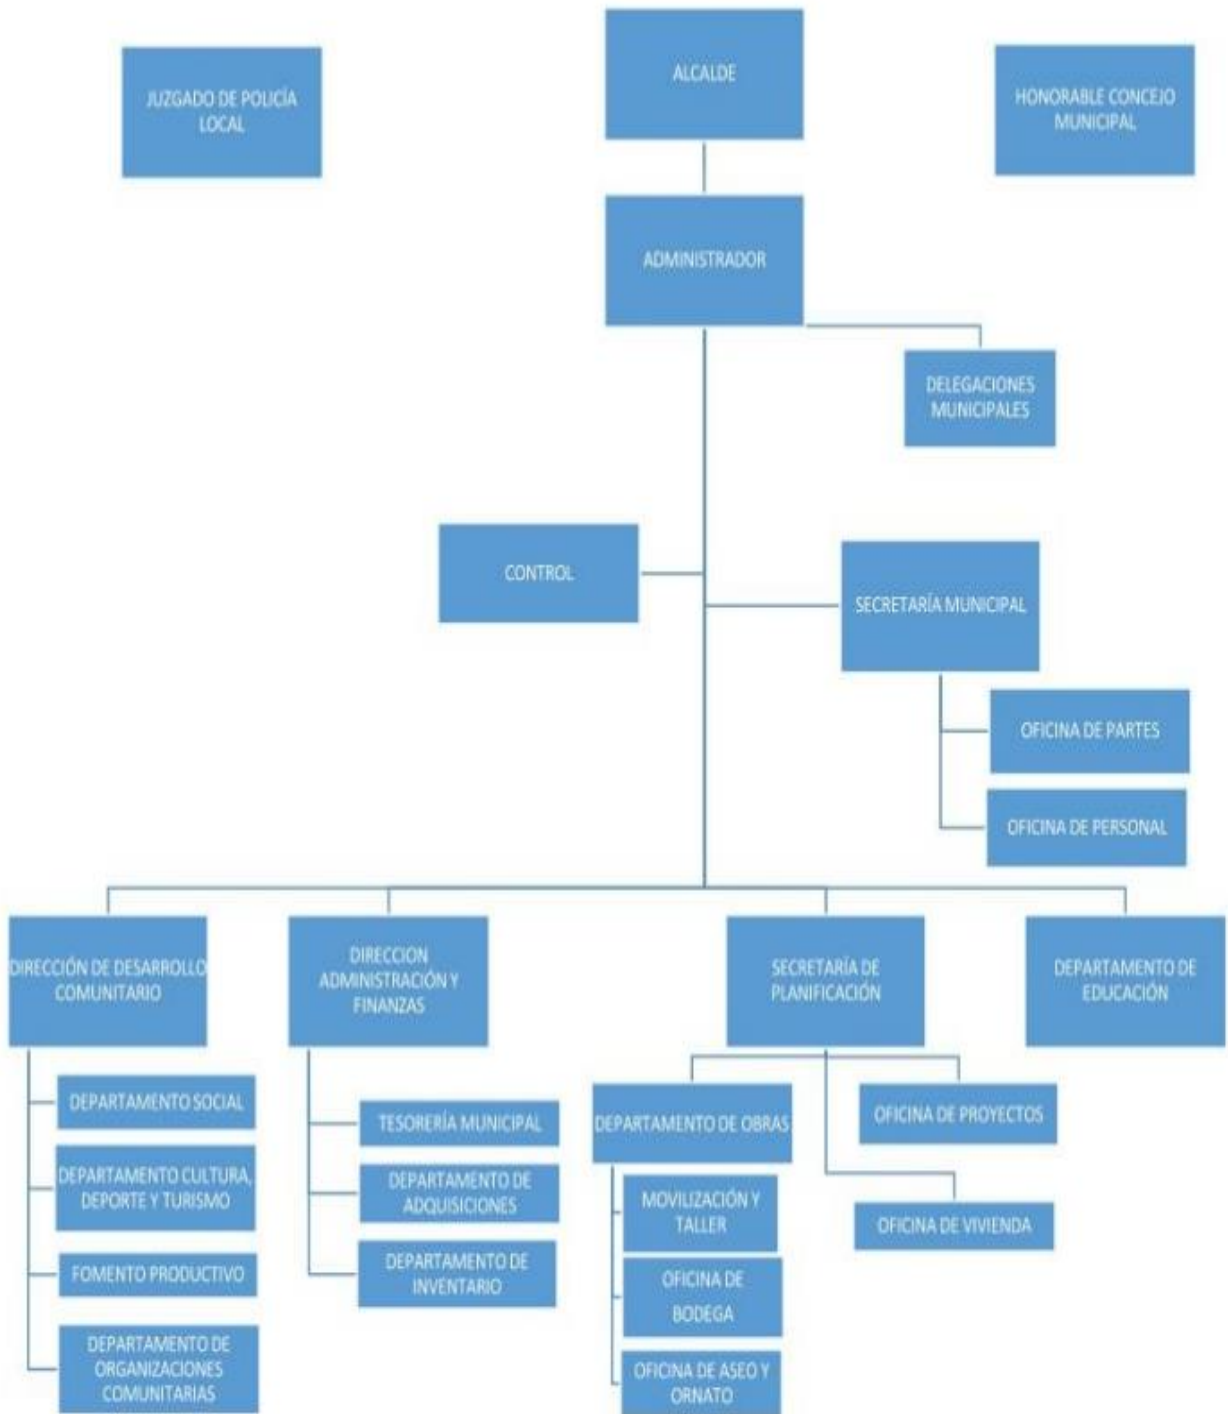 JUZGADO DE POLICÍA
LOCAL
ALCALDE
HONORABLE CONCEJO
MUNICIPAL
ADMINISTRADOR
DELEGACIONES
MUNICIPALES
CONTROL
SECRETARÍA MUNICIPAL
OFICINA DE PARTES
OFICINA DE PERSONAL
DIRECCIÓN DE DESARROLLO
COMUNITARIO
DEPARTAMENTO SOCIAL
DEPARTAMENTO CULTURA,
DEPORTE Y TURISMO
FOMENTO PRODUCTIVO
DEPARTAMENTO DE
ORGANIZACIONES
COMUNITARIAS
DIRECCION
ADMINISTRACIÓN Y
FINANZAS
TESORERÍA MUNICIPAL
DEPARTAMENTO DE
ADQUISICIONES
DEPARTAMENTO DE
INVENTARIO
SECRETARÍA DE
PLANIFICACIÓN
DEPARTAMENTO DE OBRAS
MOVILIZACIÓN Y
TALLER
OFICINA DE
BODEGA
OFICINA DE ASEO Y
ORNATO
OFICINA DE PROYECTOS
OFICINA DE VIVIENDA
DEPARTAMENTO DE
EDUCACIÓN